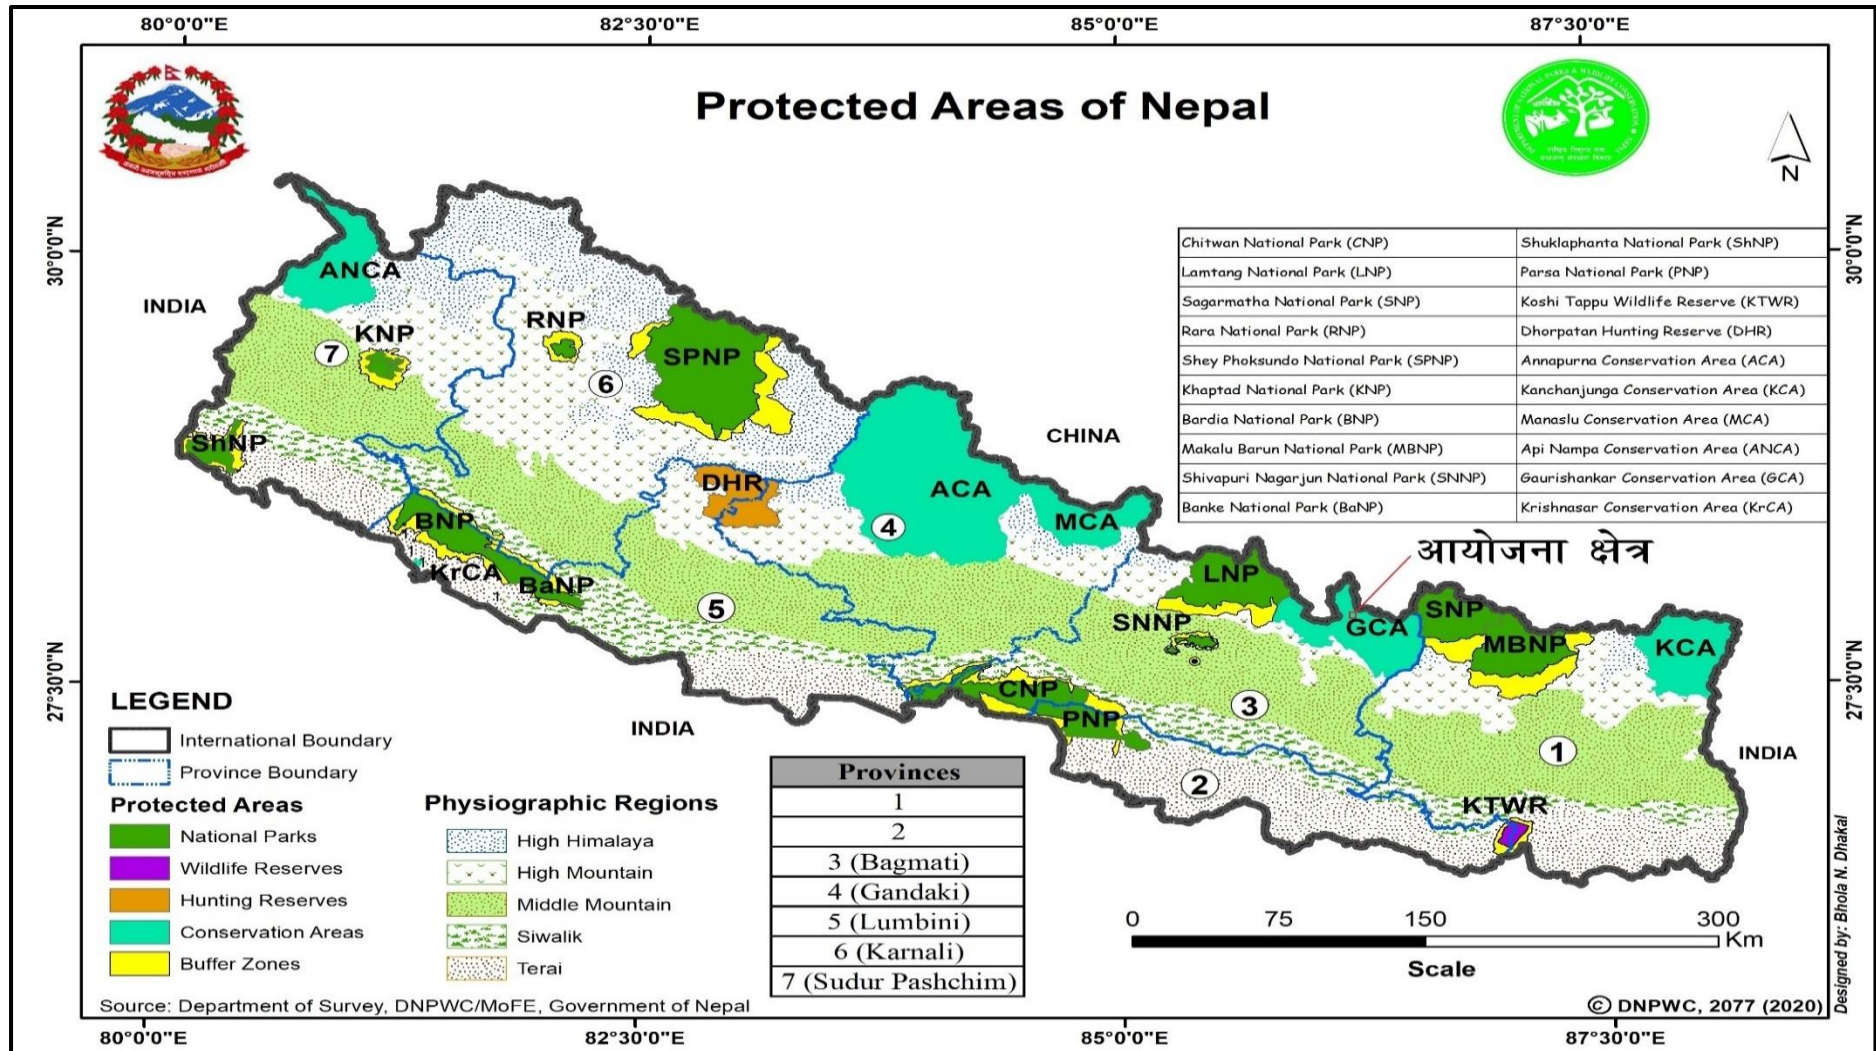 80°0'0"E 82°30'0"E 85°0'0"E 87°30'0"E
Protected Areas of Nepal
N
30°0'0"N
30°0'0"N
Chitwan National Park (CNP) Shuklaphanta National Park (ShNP)
Lamtang National Park (LNP) Parsa National Park (PNP)
Sagarmatha National Park (SNP) Koshi Tappu Wildlife Reserve (KTWR)
Rara National Park (RNP) Dhorpatan Hunting Reserve (DHR)
Shey Phoksundo National Park (SPNP) Annapurna Conservation Area (ACA)
Khaptad National Park (KNP) Kanchanjunga Conservation Area (KCA)
Bardia National Park (BNP) Manaslu Conservation Area (MCA)
Makalu Barun National Park (MBNP) Api Nampa Conservation Area (ANCA)
Shivapuri Nagarjun National Park (SNNP) Gaurishankar Conservation Area (GCA)
Banke National Park (BaNP) Krishnasar Conservation Area (KrCA)
ANCA
INDIA
KNP
RNP
7
SPNP
6
CHINA
ShNP
DHR
ACA
MCA
4
BNP
आयोजना क्षेत्र
KrCA
BaNP
LNP
5
SNNP
GCA
SNP
MBNP
KCA
27°30'0"N
27°30'0"N
CNP
PNP
3
INDIA
1
INDIA
2
KTWR
LEGEND
International Boundary
Province Boundary
Protected Areas
National Parks
Wildlife Reserves
Hunting Reserves
Conservation Areas
Buffer Zones
Physiographic Regions
High Himalaya
High Mountain
Middle Mountain
Siwalik
Terai
Provinces
1
2
3 (Bagmati)
4 (Gandaki)
5 (Lumbini)
6 (Karnali)
7 (Sudur Pashchim)
0 75 150 300
Km
Scale
Designed by: Bhola N. Dhakal
Source: Department of Survey, DNPWC/MoFE, Government of Nepal
© DNPWC, 2077 (2020)
80°0'0"E 82°30'0"E 85°0'0"E 87°30'0"E